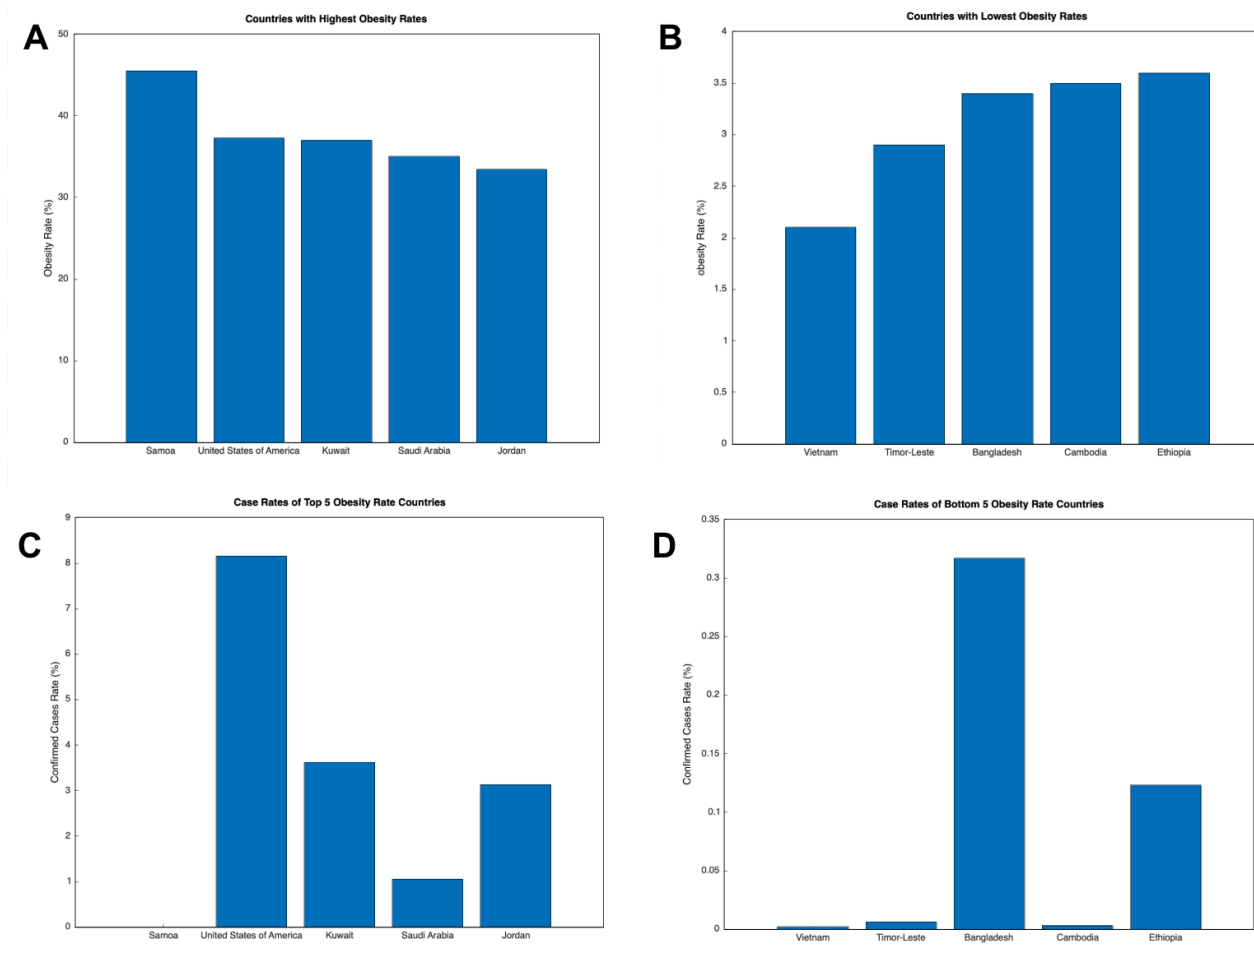 A
Countries with Highest Obesity Rates
50
40
30
20
10
0
Obesity Rate (%)
Samoa United States of America Kuwait Saudi Arabia Jordan
B
Countries with Lowest Obesity Rates
4
3.5
3
2.5
2
1.5
1
0.5
0
obesity Rate (%)
Vietnam Timor-Leste Bangladesh Cambodia Ethiopia
C
Case Rates of Top 5 Obesity Rate Countries
9
8
7
6
5
4
3
2
1
0
Confirmed Cases Rate (%)
Samoa United States of America Kuwait Saudi Arabia Jordan
D
Case Rates of Bottom 5 Obesity Rate Countries
0.35
0.3
0.25
0.2
0.15
0.1
0.05
0
Confirmed Cases Rate (%)
Vietnam Timor-Leste Bangladesh Cambodia Ethiopia